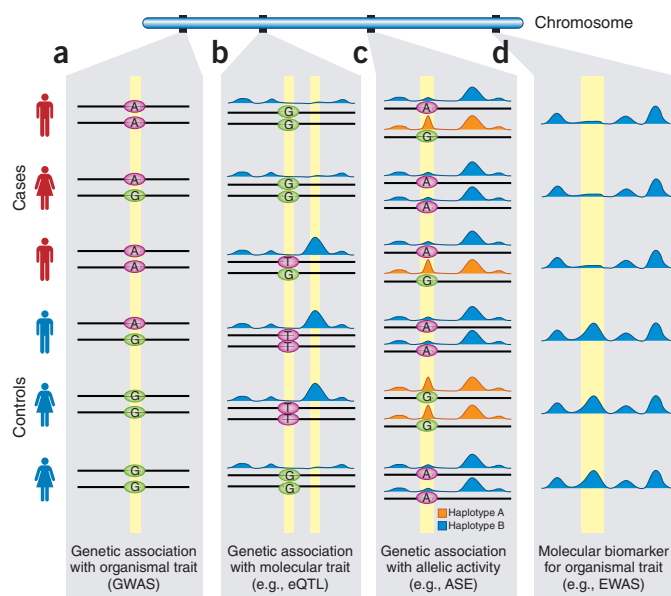 Chromosome
a b c d
Cases
Controls
A
A
G
G
A
G
A
G
G
A
G
A
A
A
A
T
G
A
G
A
G
T
T
A
A
G
G
T
T
G
G
G
G
G
G
A
A
Haplotype A
Haplotype B
Genetic association
with organismal trait
(GWAS)
Genetic association
with molecular trait
(e.g., eQTL)
Genetic association
with allelic activity
(e.g., ASE)
Molecular biomarker
for organismal trait
(e.g., EWAS)